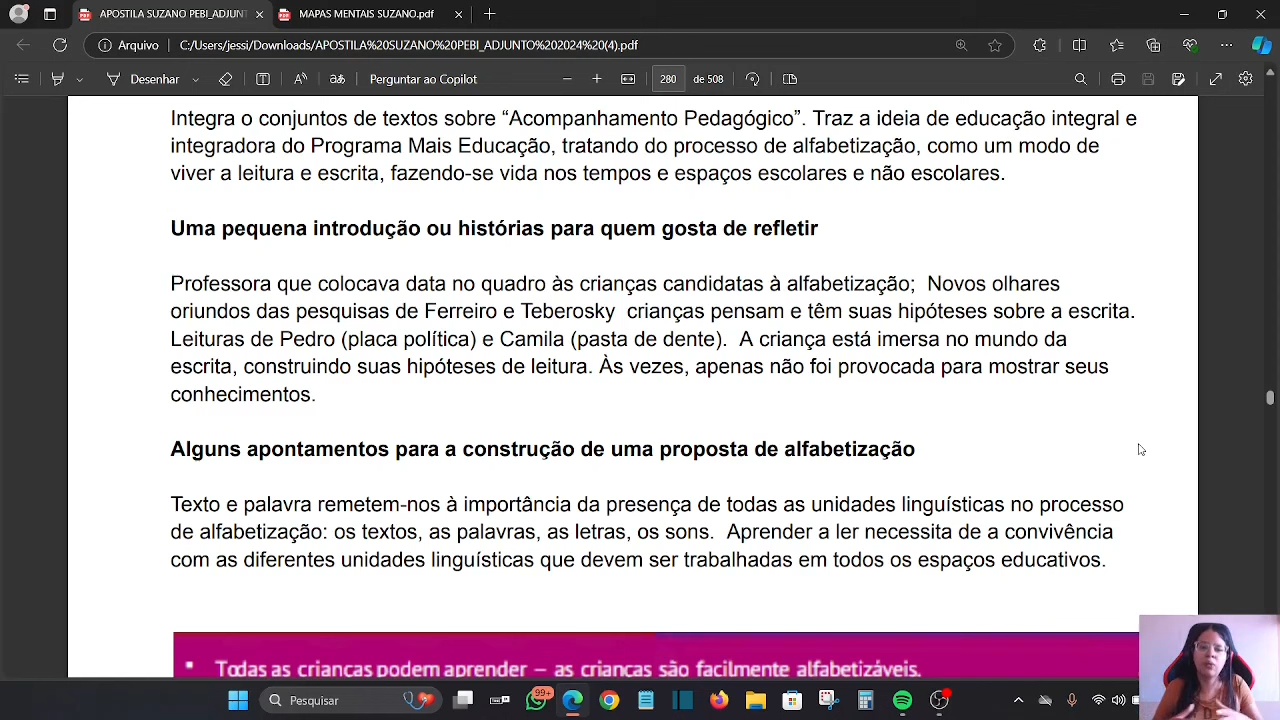 APOSTILA SUZANO PEBI_ADJUNT
MAPAS MENTAIS SUZANO.pdf
Arquivo
C:/Users/jessi/Downloads/APOSTILA%20SUZANO%20PEBI_ADJUNTO%202024%20(4).pdf
Desenhar
Perguntar ao Copilot
280
de 508
Integra o conjuntos de textos sobre “Acompanhamento Pedagógico”. Traz a ideia de educação integral e
integradora do Programa Mais Educação, tratando do processo de alfabetização, como um modo de
viver a leitura e escrita, fazendo-se vida nos tempos e espaços escolares e não escolares.
Uma pequena introdução ou histórias para quem gosta de refletir
Professora que colocava data no quadro às crianças candidatas à alfabetização;  Novos olhares
oriundos das pesquisas de Ferreiro e Teberosky  crianças pensam e têm suas hipóteses sobre a escrita.
Leituras de Pedro (placa política) e Camila (pasta de dente).  A criança está imersa no mundo da
escrita, construindo suas hipóteses de leitura. Às vezes, apenas não foi provocada para mostrar seus
conhecimentos.
Alguns apontamentos para a construção de uma proposta de alfabetização
Texto e palavra remetem-nos à importância da presença de todas as unidades linguísticas no processo
de alfabetização: os textos, as palavras, as letras, os sons.  Aprender a ler necessita de a convivência
com as diferentes unidades linguísticas que devem ser trabalhadas em todos os espaços educativos.
▪ Todas as crianças podem aprender – as crianças são facilmente alfabetizáveis.
Pesquisar
99+